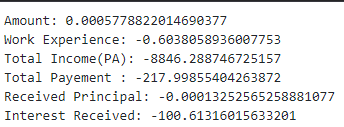 Amount: 0.0005778822014690377
Work Experience: -0.6038058936007753
Total Income(PA): -8846.288746725157
Total Payement : -217.99855404263872
Received Principal: -0.00013252565258881077
Interest Received: -100.61316015633201